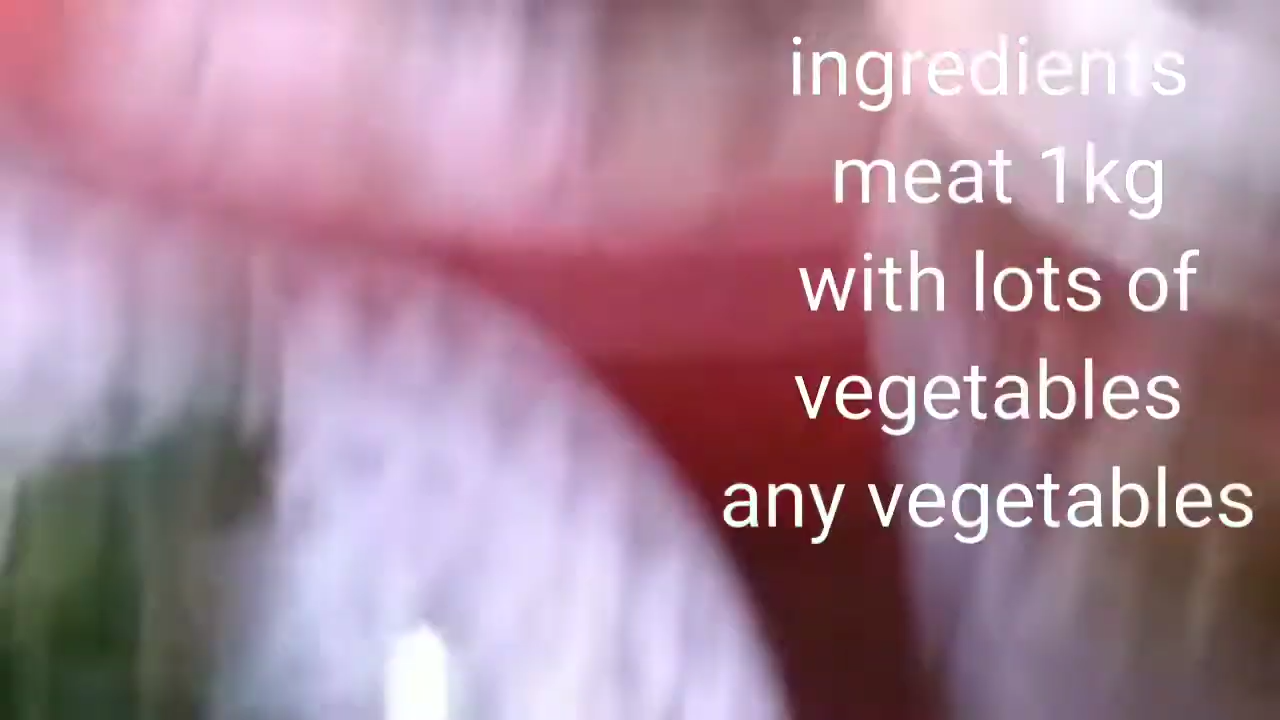 ingredients
meat 1kg
with lots of
vegetables
any vegetables